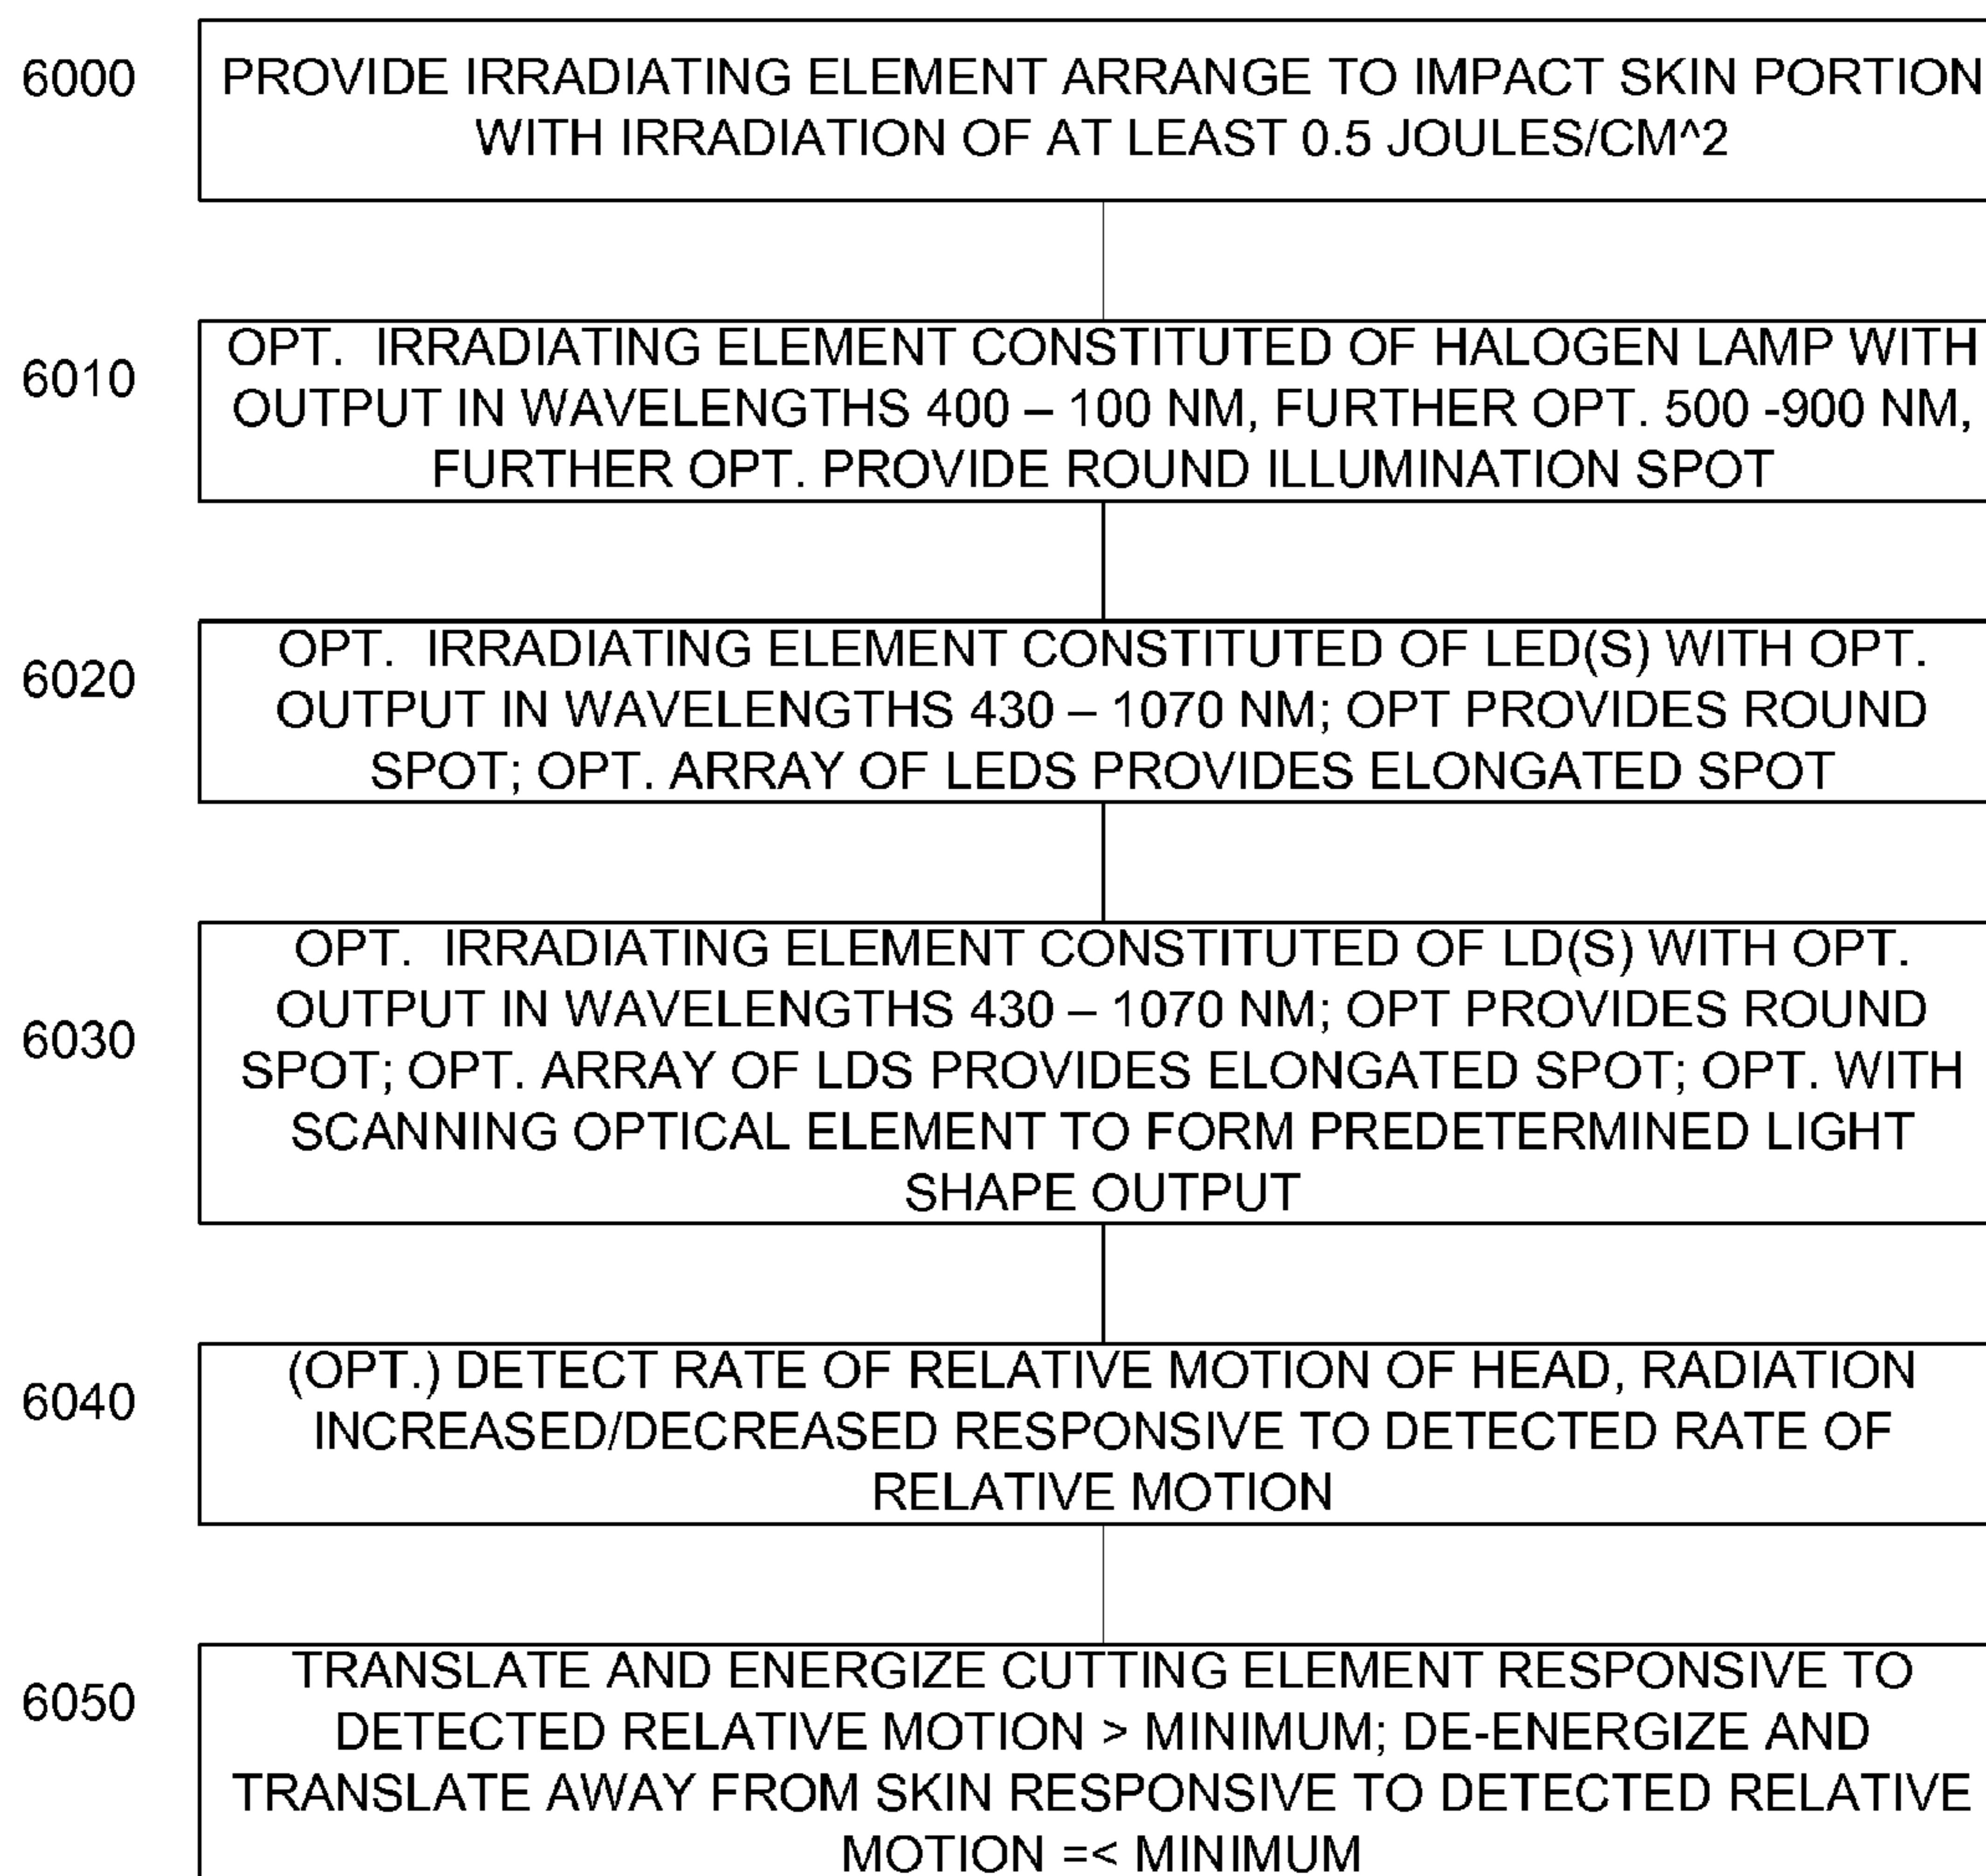 6000
PROVIDE IRRADIATING ELEMENT ARRANGE TO IMPACT SKIN PORTION
WITH IRRADIATION OF AT LEAST 0.5 JOULES/CM^2
6010
OPT. IRRADIATING ELEMENT CONSTITUTED OF HALOGEN LAMP WITH
OUTPUT IN WAVELENGTHS 400 – 100 NM, FURTHER OPT. 500 -900 NM,
FURTHER OPT. PROVIDE ROUND ILLUMINATION SPOT
6020
OPT. IRRADIATING ELEMENT CONSTITUTED OF LED(S) WITH OPT.
OUTPUT IN WAVELENGTHS 430 – 1070 NM; OPT PROVIDES ROUND
SPOT; OPT. ARRAY OF LEDS PROVIDES ELONGATED SPOT
6030
OPT. IRRADIATING ELEMENT CONSTITUTED OF LD(S) WITH OPT.
OUTPUT IN WAVELENGTHS 430 – 1070 NM; OPT PROVIDES ROUND
SPOT; OPT. ARRAY OF LDS PROVIDES ELONGATED SPOT; OPT. WITH
SCANNING OPTICAL ELEMENT TO FORM PREDETERMINED LIGHT
SHAPE OUTPUT
6040
(OPT.) DETECT RATE OF RELATIVE MOTION OF HEAD, RADIATION
INCREASED/DECREASED RESPONSIVE TO DETECTED RATE OF
RELATIVE MOTION
6050
TRANSLATE AND ENERGIZE CUTTING ELEMENT RESPONSIVE TO
DETECTED RELATIVE MOTION > MINIMUM; DE-ENERGIZE AND
TRANSLATE AWAY FROM SKIN RESPONSIVE TO DETECTED RELATIVE
MOTION =< MINIMUM